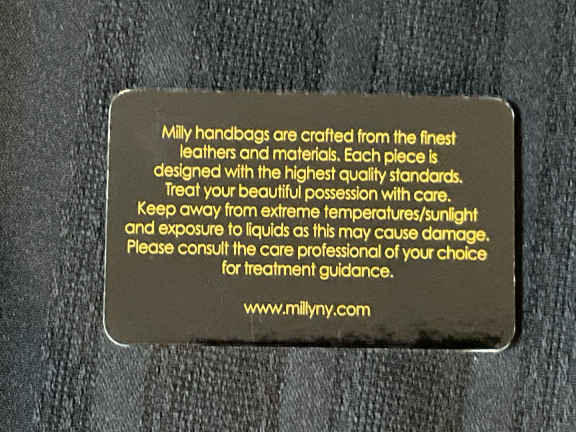 Milly handbags are crafted from the finest
leathers and materials. Each piece is
designed with the highest quality standards.
Treat your beautiful possession with care.
Keep away from extreme temperatures/sunlight
and exposure to liquids as this may cause damage.
Please consult the care professional of your choice
for treatment guidance.
www.millyny.com